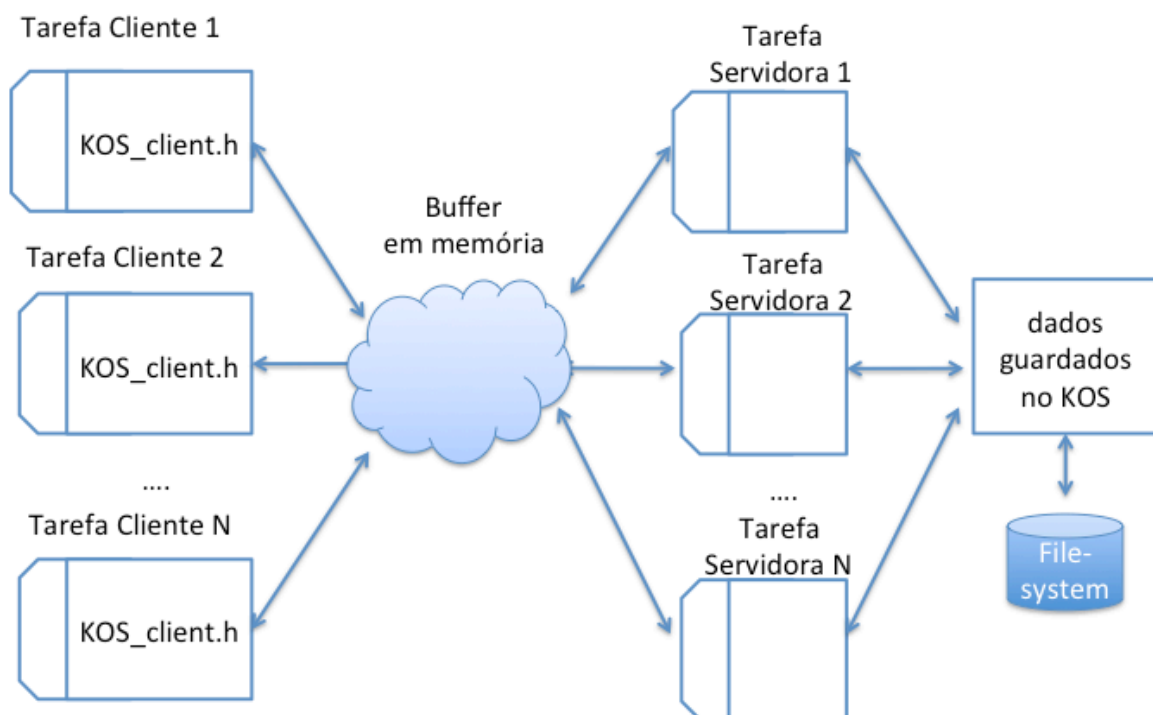 Tarefa Cliente 1
KOS_client.h
Tarefa Cliente 2
KOS_client.h
....
Tarefa Cliente N
KOS_client.h
Buffer
em memória
Tarefa
Servidora 1
Tarefa
Servidora 2
....
Tarefa
Servidora N
dados
guardados
no KOS
File-
system